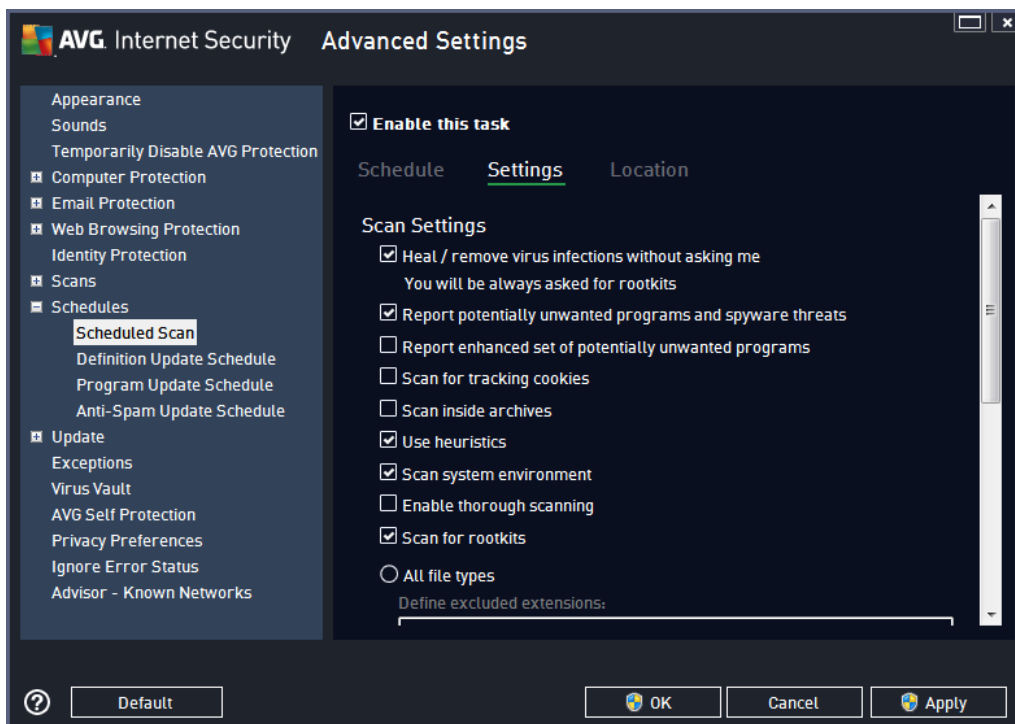 AVG. Internet Security Advanced Settings
Appearance
Sounds
Temporarily Disable AVG Protection
Computer Protection
Email Protection
Web Browsing Protection
Identity Protection
Scans
Schedules
Scheduled Scan
Definition Update Schedule
Program Update Schedule
Anti-Spam Update Schedule
Update
Exceptions
Virus Vault
AVG Self Protection
Privacy Preferences
Ignore Error Status
Advisor - Known Networks
Enable this task
Schedule Settings Location
Scan Settings
Heal / remove virus infections without asking me
You will be always asked for rootkits
Report potentially unwanted programs and spyware threats
Report enhanced set of potentially unwanted programs
Scan for tracking cookies
Scan inside archives
Use heuristics
Scan system environment
Enable thorough scanning
Scan for rootkits
All file types
Define excluded extensions:
? Default OK Cancel Apply